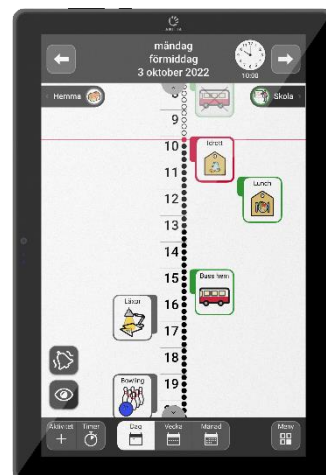 måndag
förmiddag
3 oktober 2022
10:00
Hemma
Skola
8
9
10
Idrott
11
Lunch
12
13
14
15
Buss hem
Läxor
16
17
18
Bowling
19
Aktivitet
Timer
Dag
Vecka
Månad
Meny